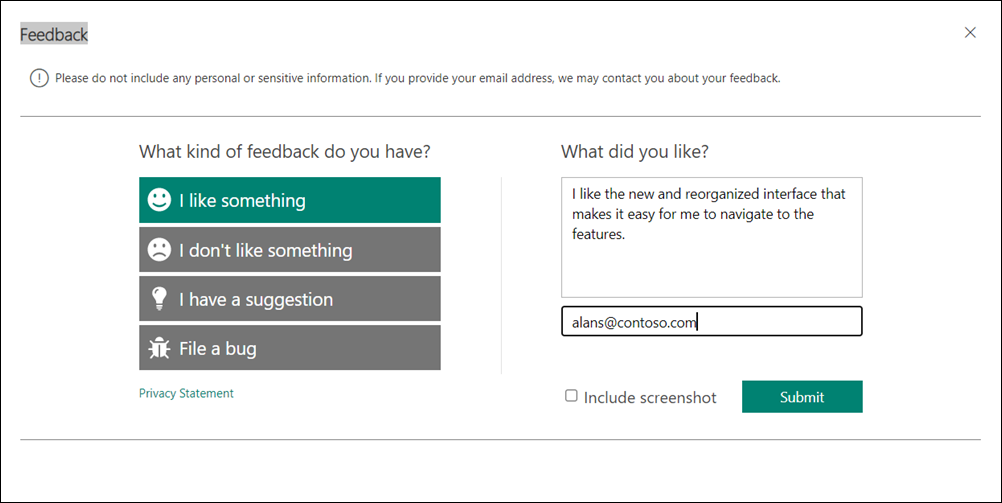 Feedback
Please do not include any personal or sensitive information. If you provide your email address, we may contact you about your feedback.
What kind of feedback do you have?
I like something
I don't like something
I have a suggestion
File a bug
Privacy Statement
What did you like?
I like the new and reorganized interface that
makes it easy for me to navigate to the
features.
alans@contoso.com
Include screenshot
Submit